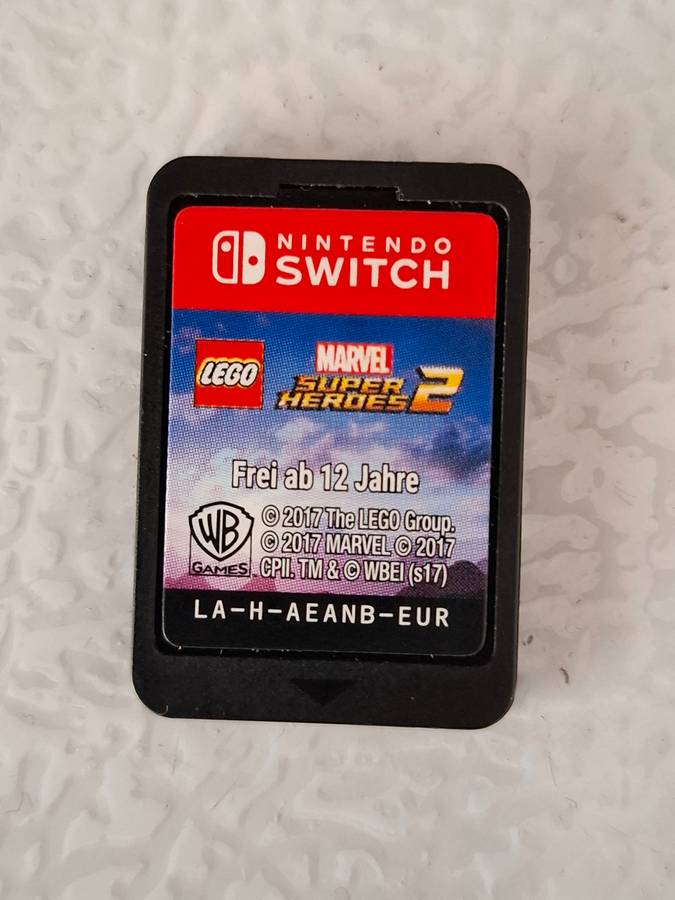 NINTENDO
SWITCH
LEGO
MARVEL
SUPER
HEROES 2
Frei ab 12 Jahre
WB
GAMES
© 2017 The LEGO Group.
© 2017 MARVEL © 2017
CPII. TM & © WBEI (s17)
LA-H-AEANB-EUR